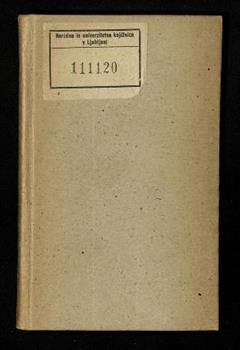 Narodna in univerzitetna knjižnica
v Ljubljani
111120